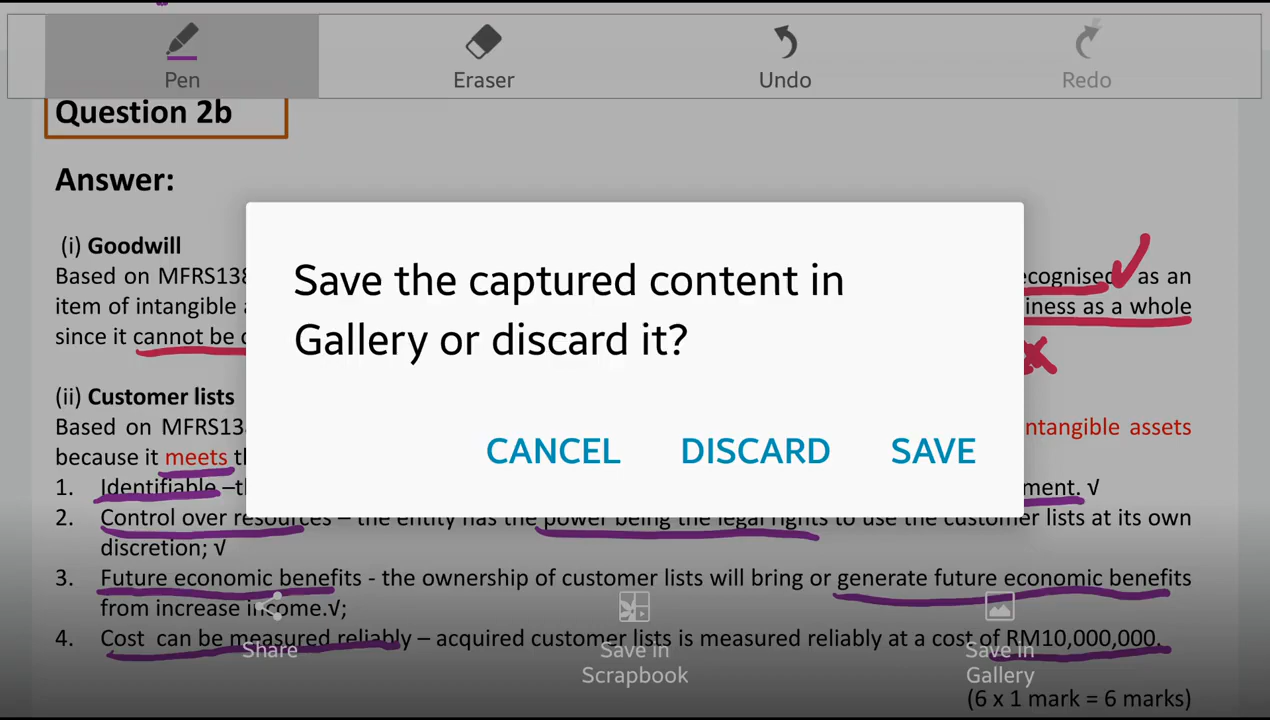 Pen Eraser Undo Redo
Question 2b
Answer:
(i) Goodwill
Based on MFRS138 recognised as an
item of intangible iness as a whole
since it cannot be
Save the captured content in
Gallery or discard it?
CANCEL DISCARD SAVE
(ii) Customer lists
Based on MFRS13 intangible assets
because it meets
1. Identifiable – ment. √
2. Control over resources – the entity has the power being the legal rights to use the customer lists at its own
discretion; √
3. Future economic benefits - the ownership of customer lists will bring or generate future economic benefits
from increase income.√;
4. Cost can be measured reliably – acquired customer lists is measured reliably at a cost of RM10,000,000.
Share
Save in
Scrapbook
Save in
Gallery
(6 x 1 mark = 6 marks)